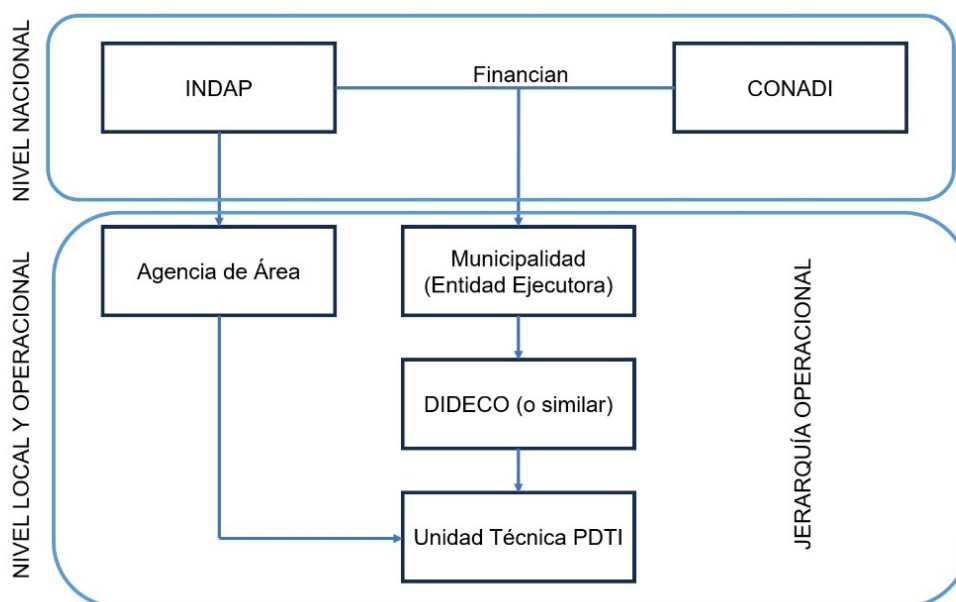 NIVEL NACIONAL
INDAP
Financian
CONADI
NIVEL LOCAL Y OPERACIONAL
Agencia de Área
Municipalidad
(Entidad Ejecutora)
DIDECO (o similar)
Unidad Técnica PDTI
JERARQUÍA OPERACIONAL